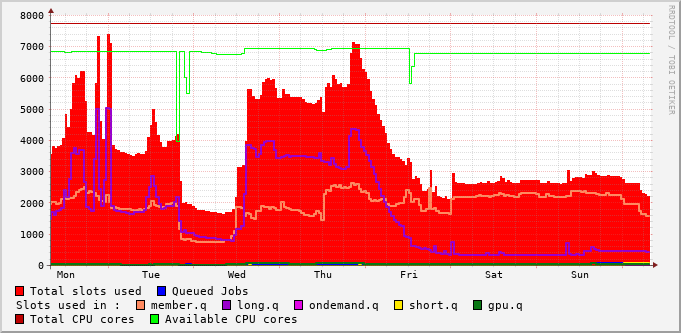 8000
7000
6000
5000
4000
3000
2000
1000
0
Mon Tue Wed Thu Fri Sat Sun
RRDTOOL / TOBI OETIKER
Total slots used Queued Jobs
Slots used in : member.q long.q ondemand.q short.q gpu.q
Total CPU cores Available CPU cores